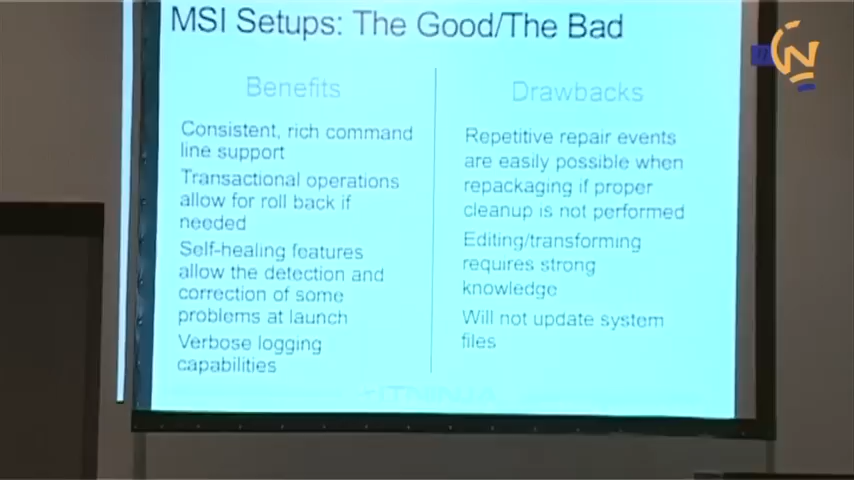 MSI Setups: The Good/The Bad
Benefits
Consistent, rich command
line support
Transactional operations
allow for roll back if
needed
Self-healing features
allow the detection and
correction of some
problems at launch
Verbose logging
capabilities
Drawbacks
Repetitive repair events
are easily possible when
repackaging if proper
cleanup is not performed
Editing/transforming
requires strong
knowledge
Will not update system
files